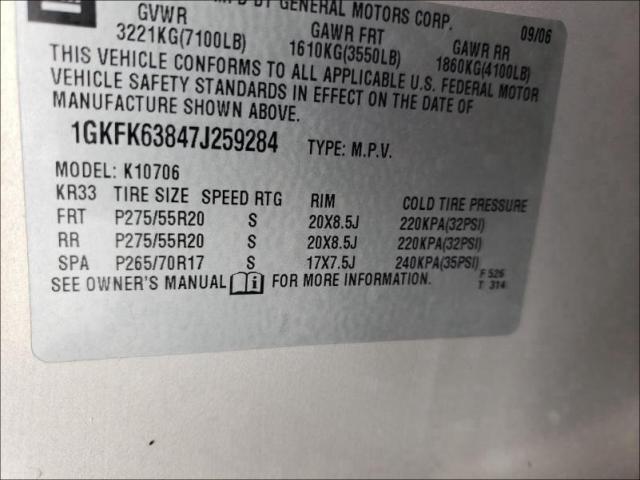 MFD BY GENERAL MOTORS CORP. 09/06
GVWR GAWR FRT GAWR RR
3221KG(7100LB) 1610KG(3550LB) 1860KG(4100LB)
THIS VEHICLE CONFORMS TO ALL APPLICABLE U.S. FEDERAL MOTOR
VEHICLE SAFETY STANDARDS IN EFFECT ON THE DATE OF
MANUFACTURE SHOWN ABOVE.
1GKFK63847J259284 TYPE: M.P.V.
MODEL: K10706
KR33 TIRE SIZE SPEED RTG RIM COLD TIRE PRESSURE
FRT P275/55R20 S 20X8.5J 220KPA(32PSI)
RR P275/55R20 S 20X8.5J 220KPA(32PSI)
SPA P265/70R17 S 17X7.5J 240KPA(35PSI)
SEE OWNER'S MANUAL i FOR MORE INFORMATION. F 526
T 314